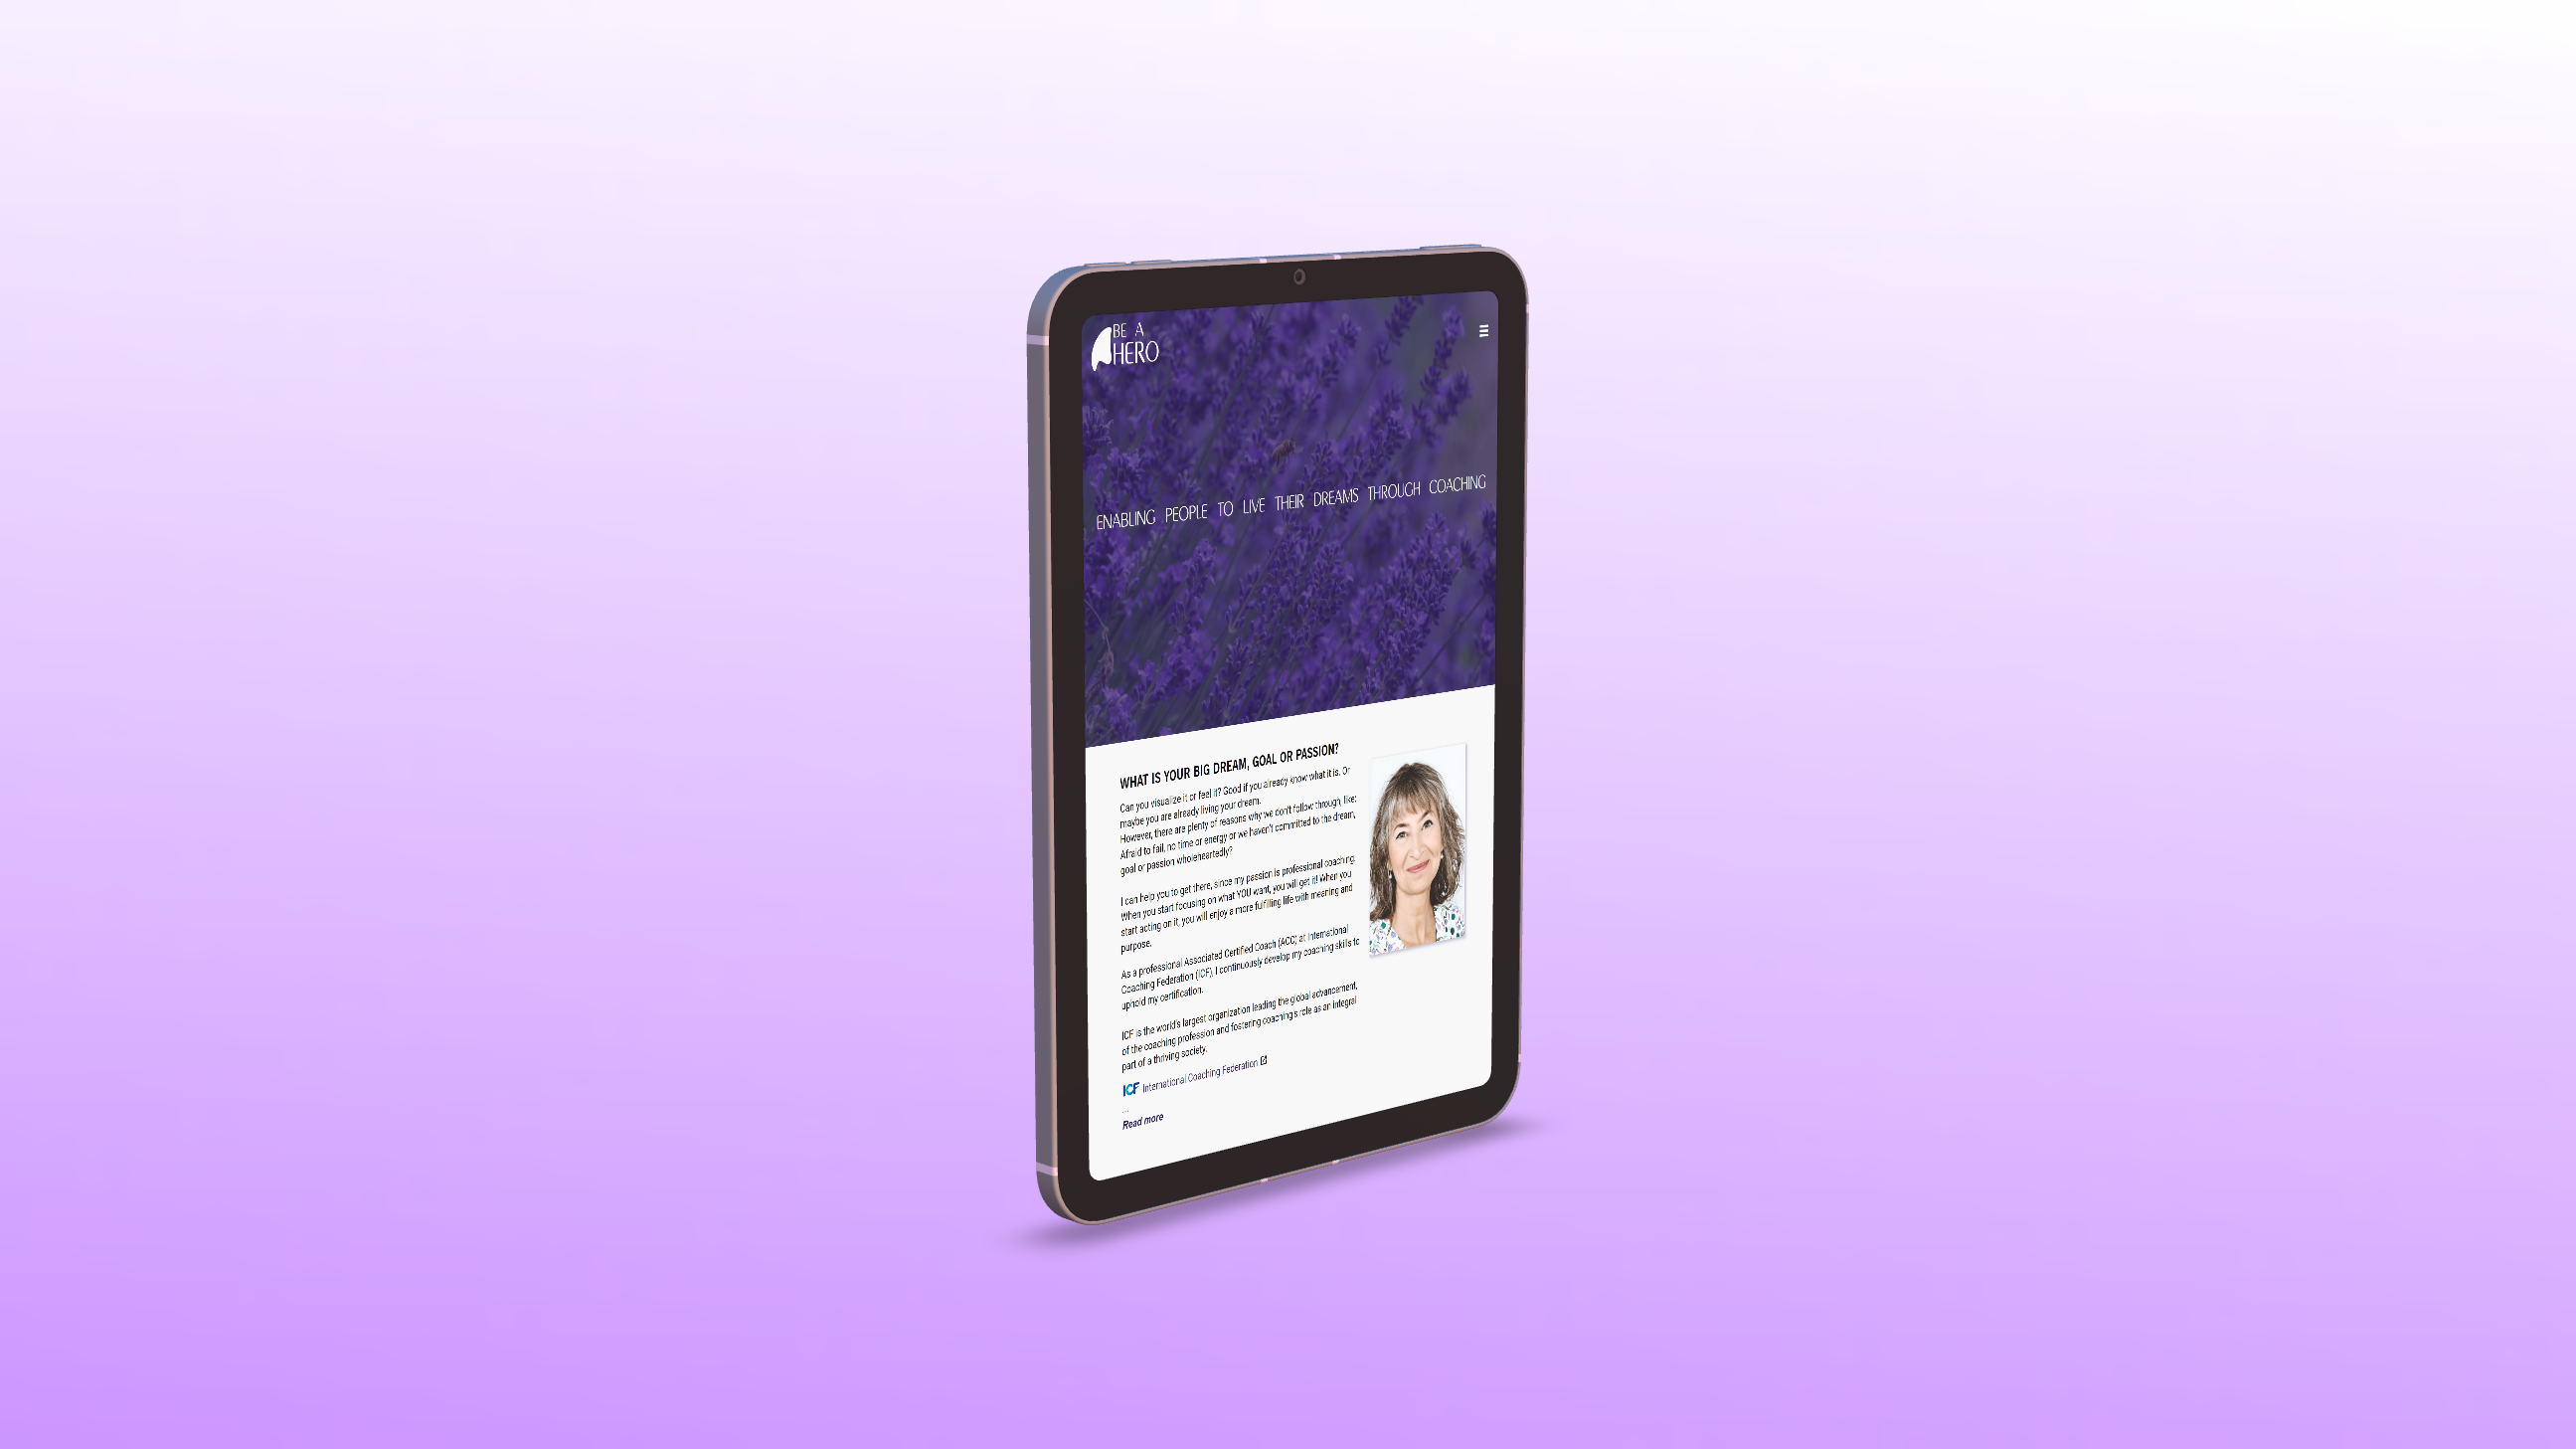 BE A
HERO
ENABLING PEOPLE TO LIVE THEIR DREAMS THROUGH COACHING
WHAT IS YOUR BIG DREAM, GOAL OR PASSION?
Can you visualize it or feel it? Good if you already know what it is. Or
maybe you are already living your dream.
However, there are plenty of reasons why we don't follow through, like:
Afraid to fail, no time or energy or we haven't committed to the dream,
goal or passion wholeheartedly?
I can help you to get there, since my passion is professional coaching.
When you start focusing on what YOU want, you will get it! When you
start acting on it, you will enjoy a more fulfilling life with meaning and
purpose.
As a professional Associated Certified Coach (ACC) at International
Coaching Federation (ICF), I continuously develop my coaching skills to
uphold my certification.
ICF is the world's largest organization leading the global advancement,
of the coaching profession and fostering coaching's role as an integral
part of a thriving society.
ICF International Coaching Federation
...
Read more